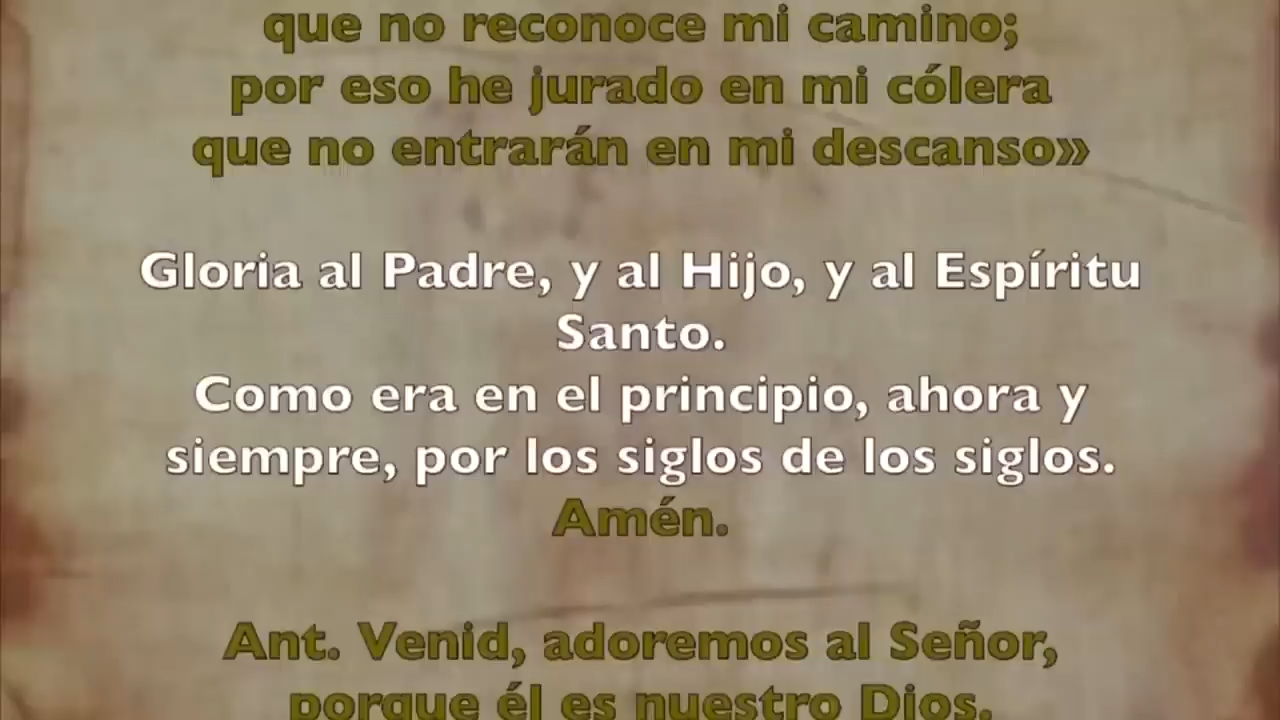 que no reconoce mi camino;
por eso he jurado en mi cólera
que no entrarán en mi descanso»
Gloria al Padre, y al Hijo, y al Espíritu
Santo.
Como era en el principio, ahora y
siempre, por los siglos de los siglos.
Amén.
Ant. Venid, adoremos al Señor,
porque él es nuestro Dios.